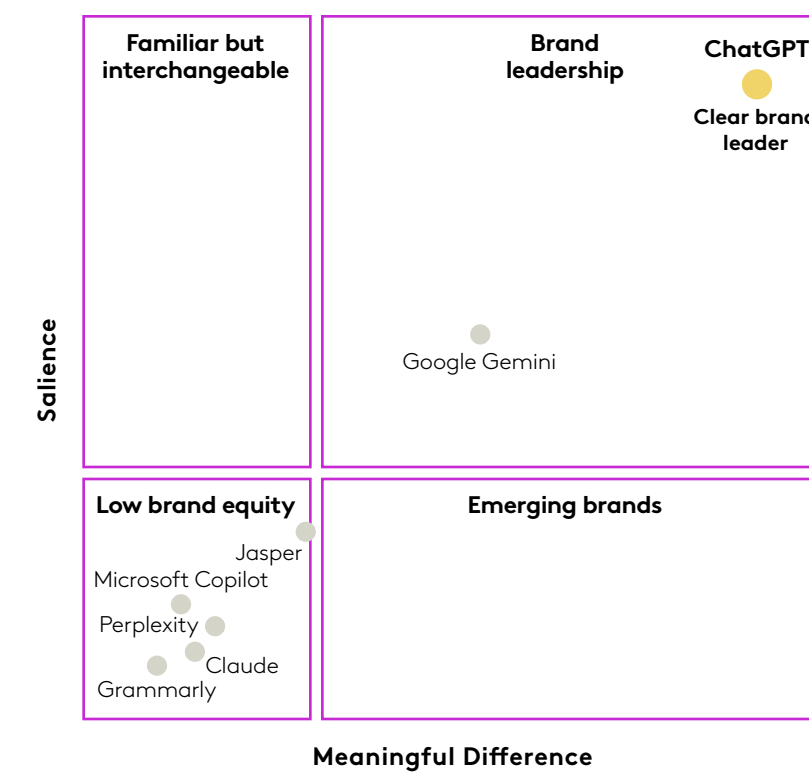 Familiar but
interchangeable
Brand
leadership
ChatGPT
Clear brand
leader
Google Gemini
Salience
Low brand equity
Emerging brands
Jasper
Microsoft Copilot
Perplexity
Claude
Grammarly
Meaningful Difference